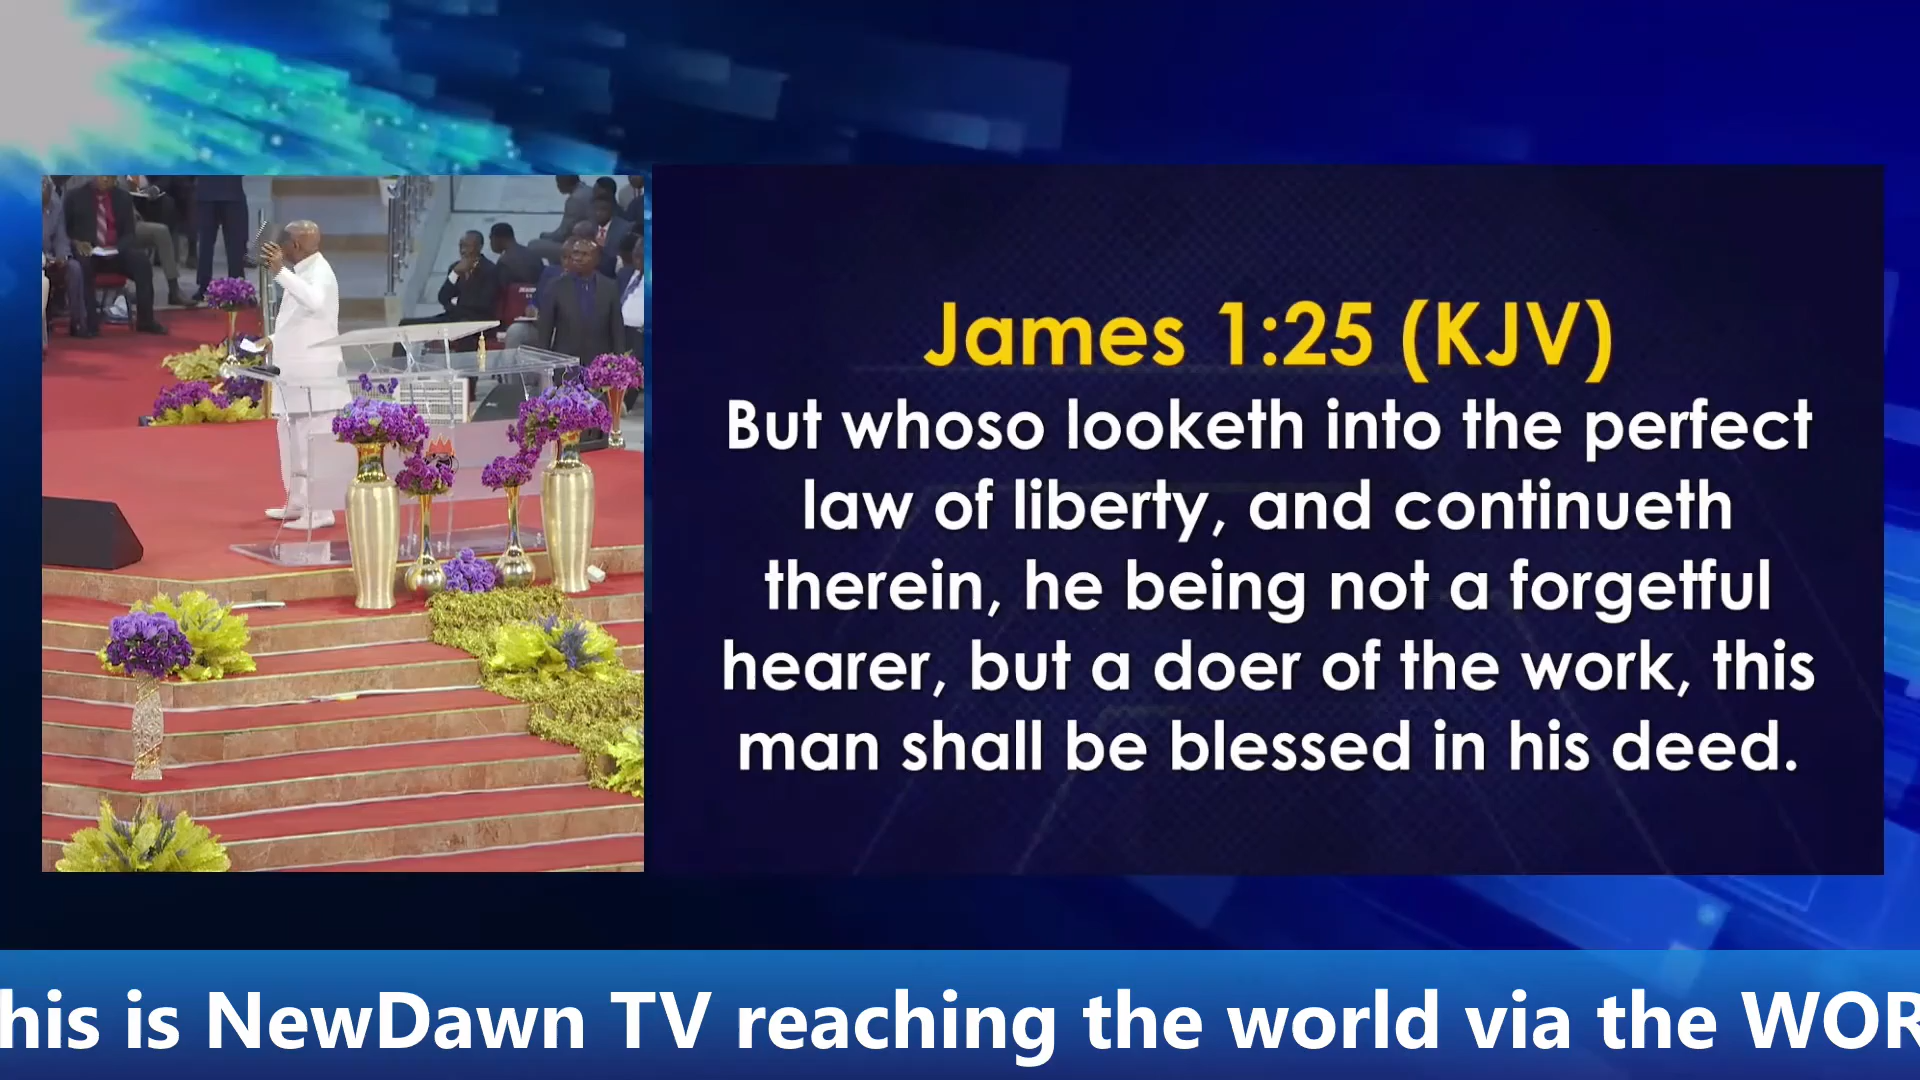 James 1:25 (KJV)
But whoso looketh into the perfect
law of liberty, and continueth
therein, he being not a forgetful
hearer, but a doer of the work, this
man shall be blessed in his deed.
his is NewDawn TV reaching the world via the WOR